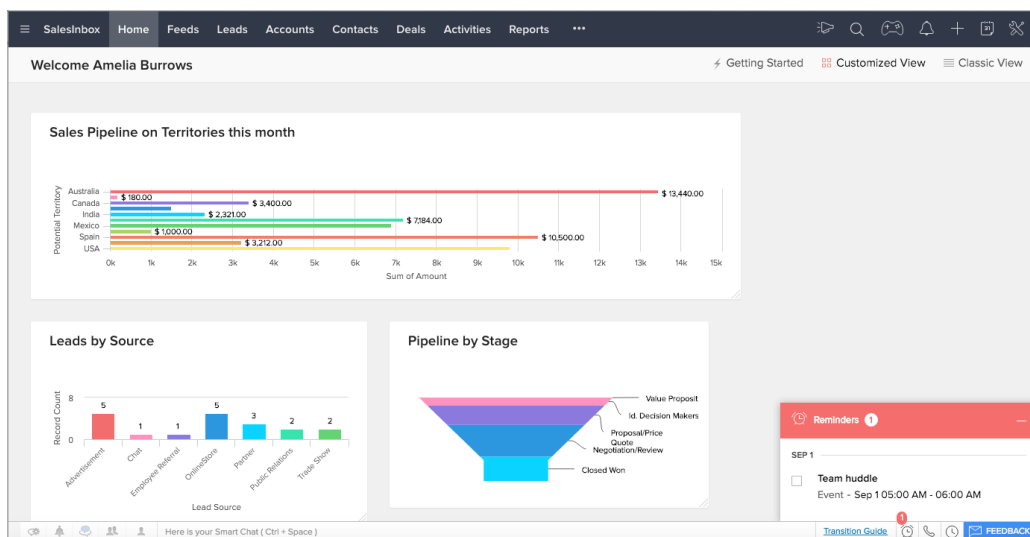 SalesInbox Home Feeds Leads Accounts Contacts Deals Activities Reports •••
31
Welcome Amelia Burrows
Getting Started Customized View Classic View
Sales Pipeline on Territories this month
Potential Territory
Australia $ 13,440.00
$ 180.00
Canada $ 3,400.00
India $ 2,321.00
$ 7,184.00
Mexico
$ 1,000.00
Spain $ 10,500.00
$ 3,212.00
USA
0k 1k 2k 3k 4k 5k 6k 7k 8k 9k 10k 11k 12k 13k 14k 15k
Sum of Amount
Leads by Source
Record Count
8
0
5 1 1 5 3 2 2
Advertisement Chat Employee Referral OnlineStore Partner Public Relations Trade Show
Lead Source
Pipeline by Stage
Value Proposit
Id. Decision Makers
Proposal/Price
Quote
Negotiation/Review
Closed Won
Reminders 1
SEP 1
Team huddle
Event - Sep 1 05:00 AM - 06:00 AM
Here is your Smart Chat ( Ctrl + Space )
Transition Guide 1 FEEDBACK